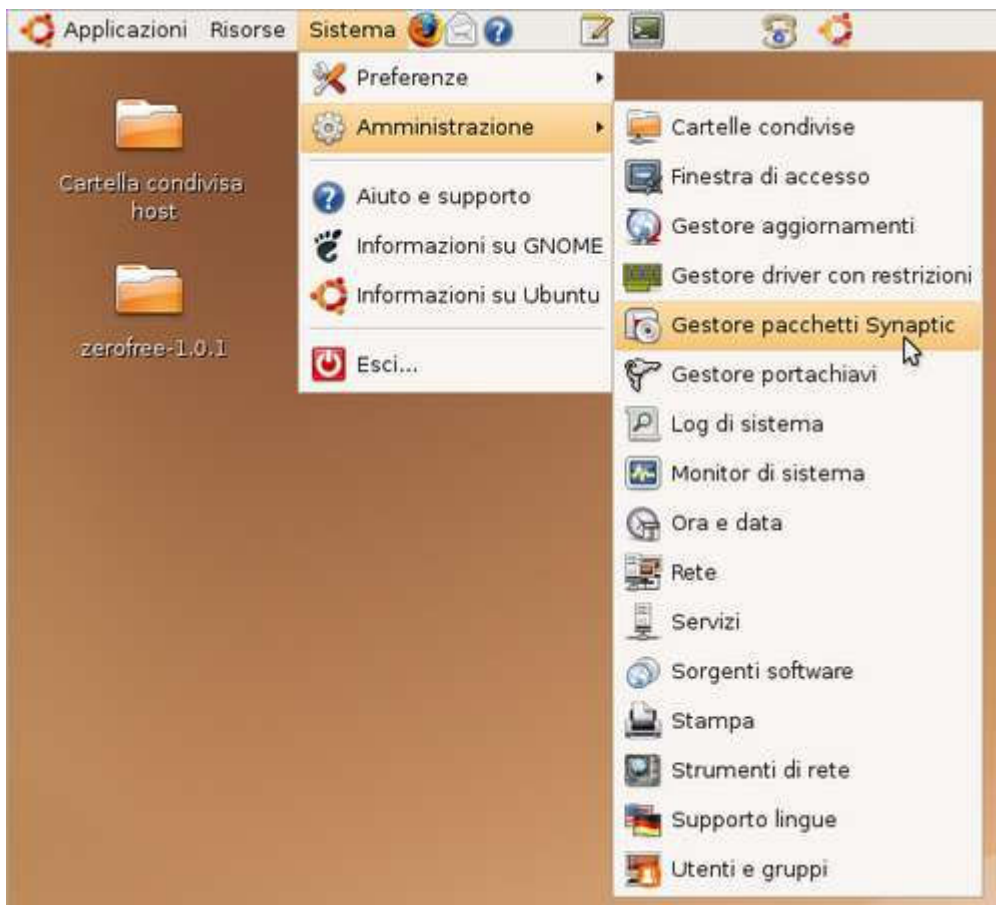 Applicazioni Risorse Sistema
Preferenze
Amministrazione
Aiuto e supporto
Informazioni su GNOME
Informazioni su Ubuntu
Esci...
Cartelle condivise
Finestra di accesso
Gestore aggiornamenti
Gestore driver con restrizioni
Gestore pacchetti Synaptic
Gestore portachiavi
Log di sistema
Monitor di sistema
Ora e data
Rete
Servizi
Sorgenti software
Stampa
Strumenti di rete
Supporto lingue
Utenti e gruppi
Cartella condivisa
host
zerofree-1.0.1